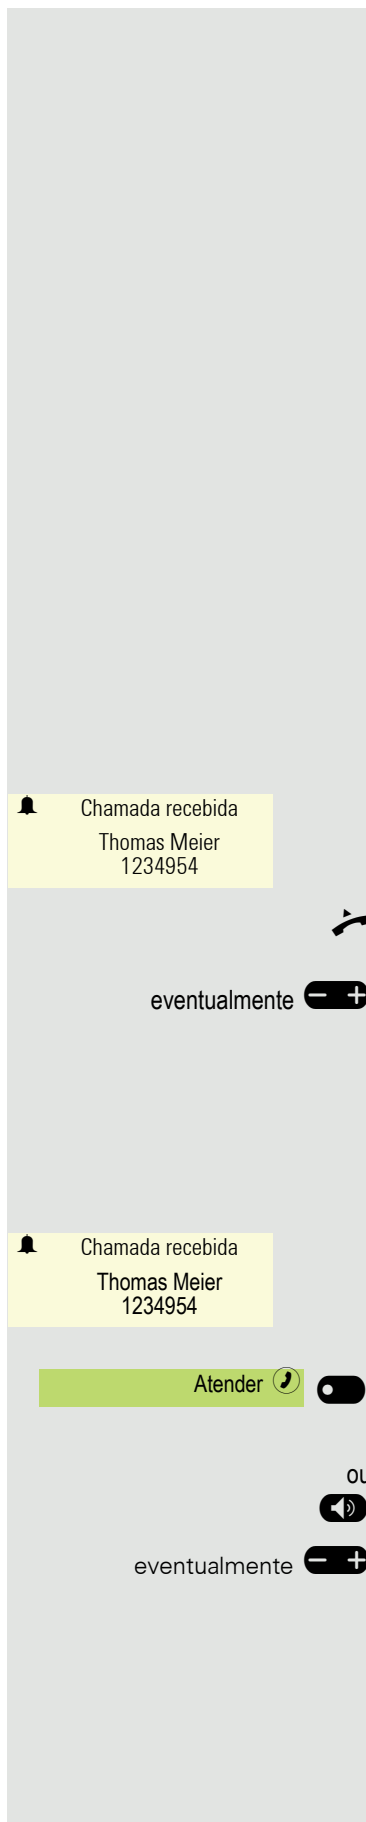 Chamada recebida
Thomas Meier
1234954
eventualmente
Chamada recebida
Thomas Meier
1234954
Atender
ou
eventualmente